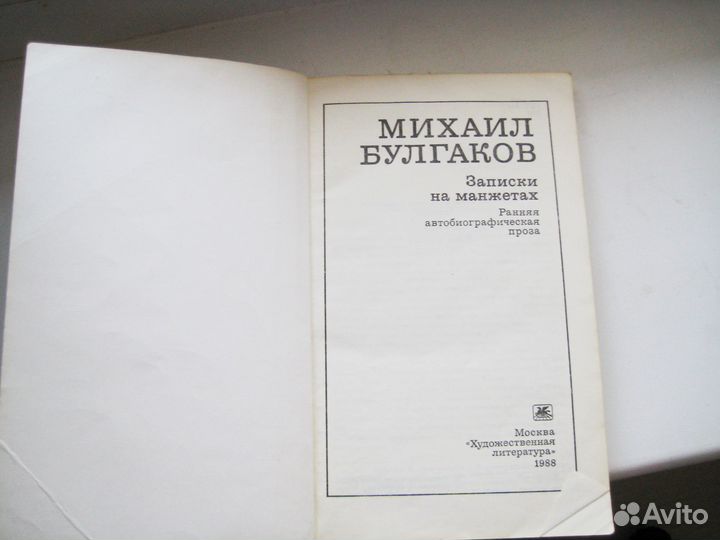 МИХАИЛ
БУЛГАКОВ
Записки
на манжетах
Ранняя
автобиографическая
проза
Москва
«Художественная
литература»
1988
Avito